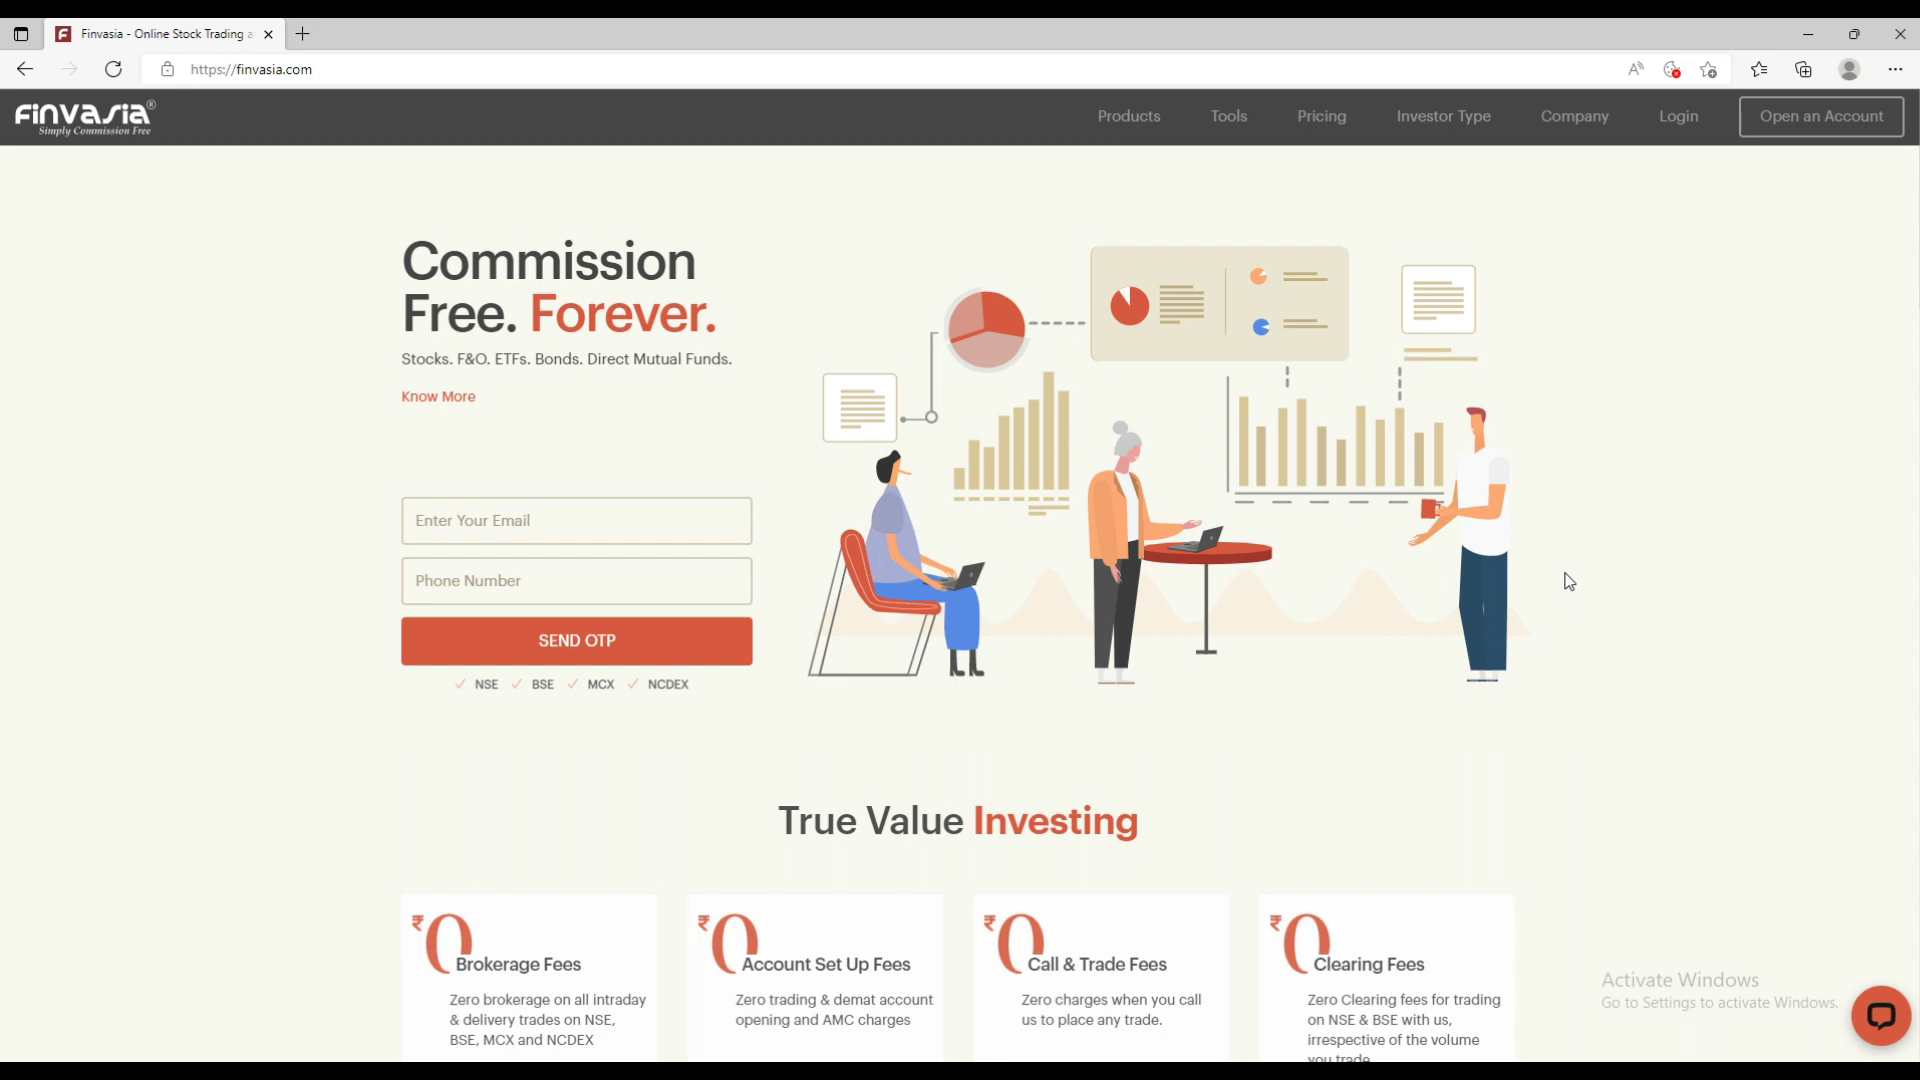 Finvasia - Online Stock Trading a
https://finvasia.com
Finvasia®
Simply Commission Free
Products
Tools
Pricing
Investor Type
Company
Login
Open an Account
Commission
Free. Forever.
Stocks. F&O. ETFs. Bonds. Direct Mutual Funds.
Know More
Enter Your Email
Phone Number
SEND OTP
NSE
BSE
MCX
NCDEX
True Value Investing
₹0
Brokerage Fees
Zero brokerage on all intraday
& delivery trades on NSE,
BSE, MCX and NCDEX
₹0
Account Set Up Fees
Zero trading & demat account
opening and AMC charges
₹0
Call & Trade Fees
Zero charges when you call
us to place any trade.
₹0
Clearing Fees
Zero Clearing fees for trading
on NSE & BSE with us,
irrespective of the volume
you trade
Activate Windows
Go to Settings to activate Windows.